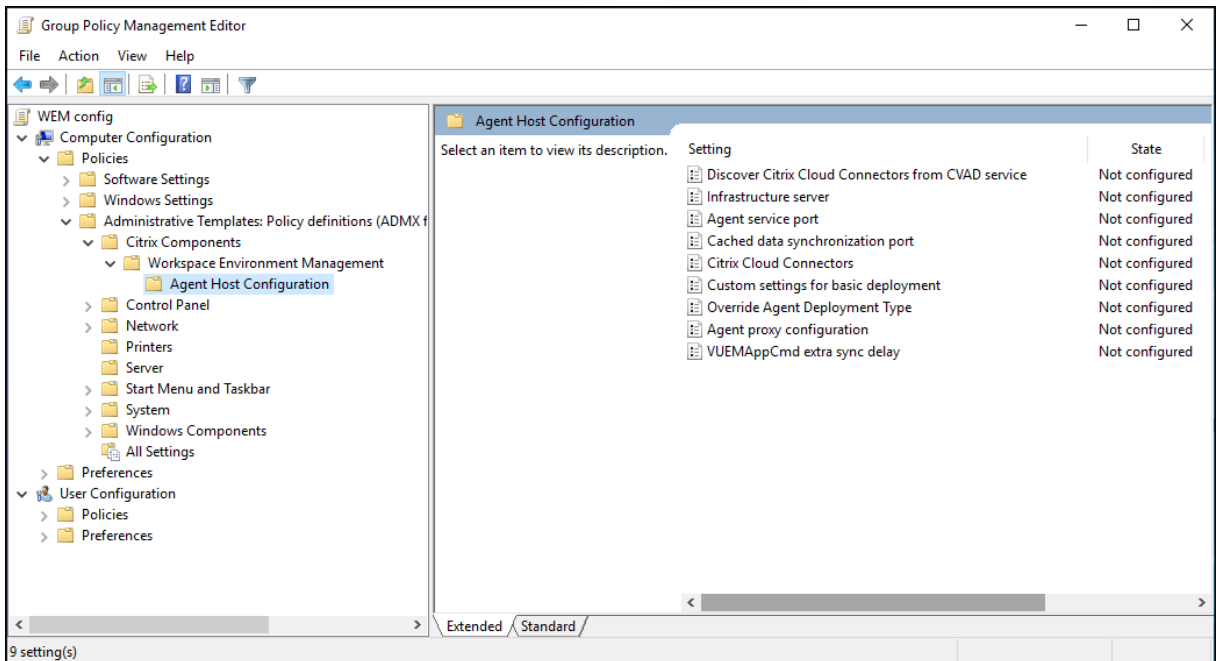 Group Policy Management Editor
File Action View Help
WEM config
Computer Configuration
Policies
Software Settings
Windows Settings
Administrative Templates: Policy definitions (ADMX f
Citrix Components
Workspace Environment Management
Agent Host Configuration
Control Panel
Network
Printers
Server
Start Menu and Taskbar
System
Windows Components
All Settings
Preferences
User Configuration
Policies
Preferences
Agent Host Configuration
Select an item to view its description.
Setting State
Discover Citrix Cloud Connectors from CVAD service Not configured
Infrastructure server Not configured
Agent service port Not configured
Cached data synchronization port Not configured
Citrix Cloud Connectors Not configured
Custom settings for basic deployment Not configured
Override Agent Deployment Type Not configured
Agent proxy configuration Not configured
VUEMAppCmd extra sync delay Not configured
Extended Standard
9 setting(s)